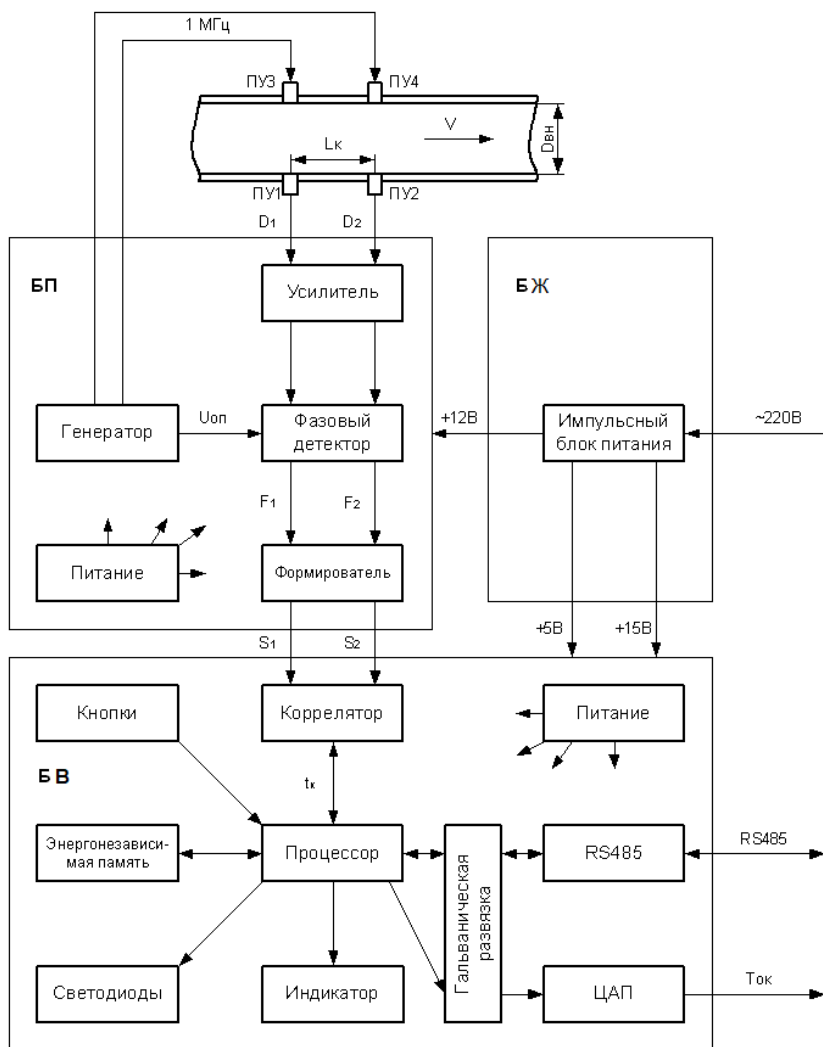 1 МГц
ПУ3
ПУ4
V
Lк
Dвн
ПУ1
ПУ2
D1
D2
БП
Усилитель
Б Ж
Генератор
Uоп
Фазовый
детектор
+12В
Импульсный
блок питания
~220В
F1
F2
Питание
Формирователь
S1
S2
+5В
+15В
Кнопки
Коррелятор
Питание
Б В
tк
Энергонезависи-
мая память
Процессор
Гальваническая
развязка
RS485
RS485
Светодиоды
Индикатор
ЦАП
Ток